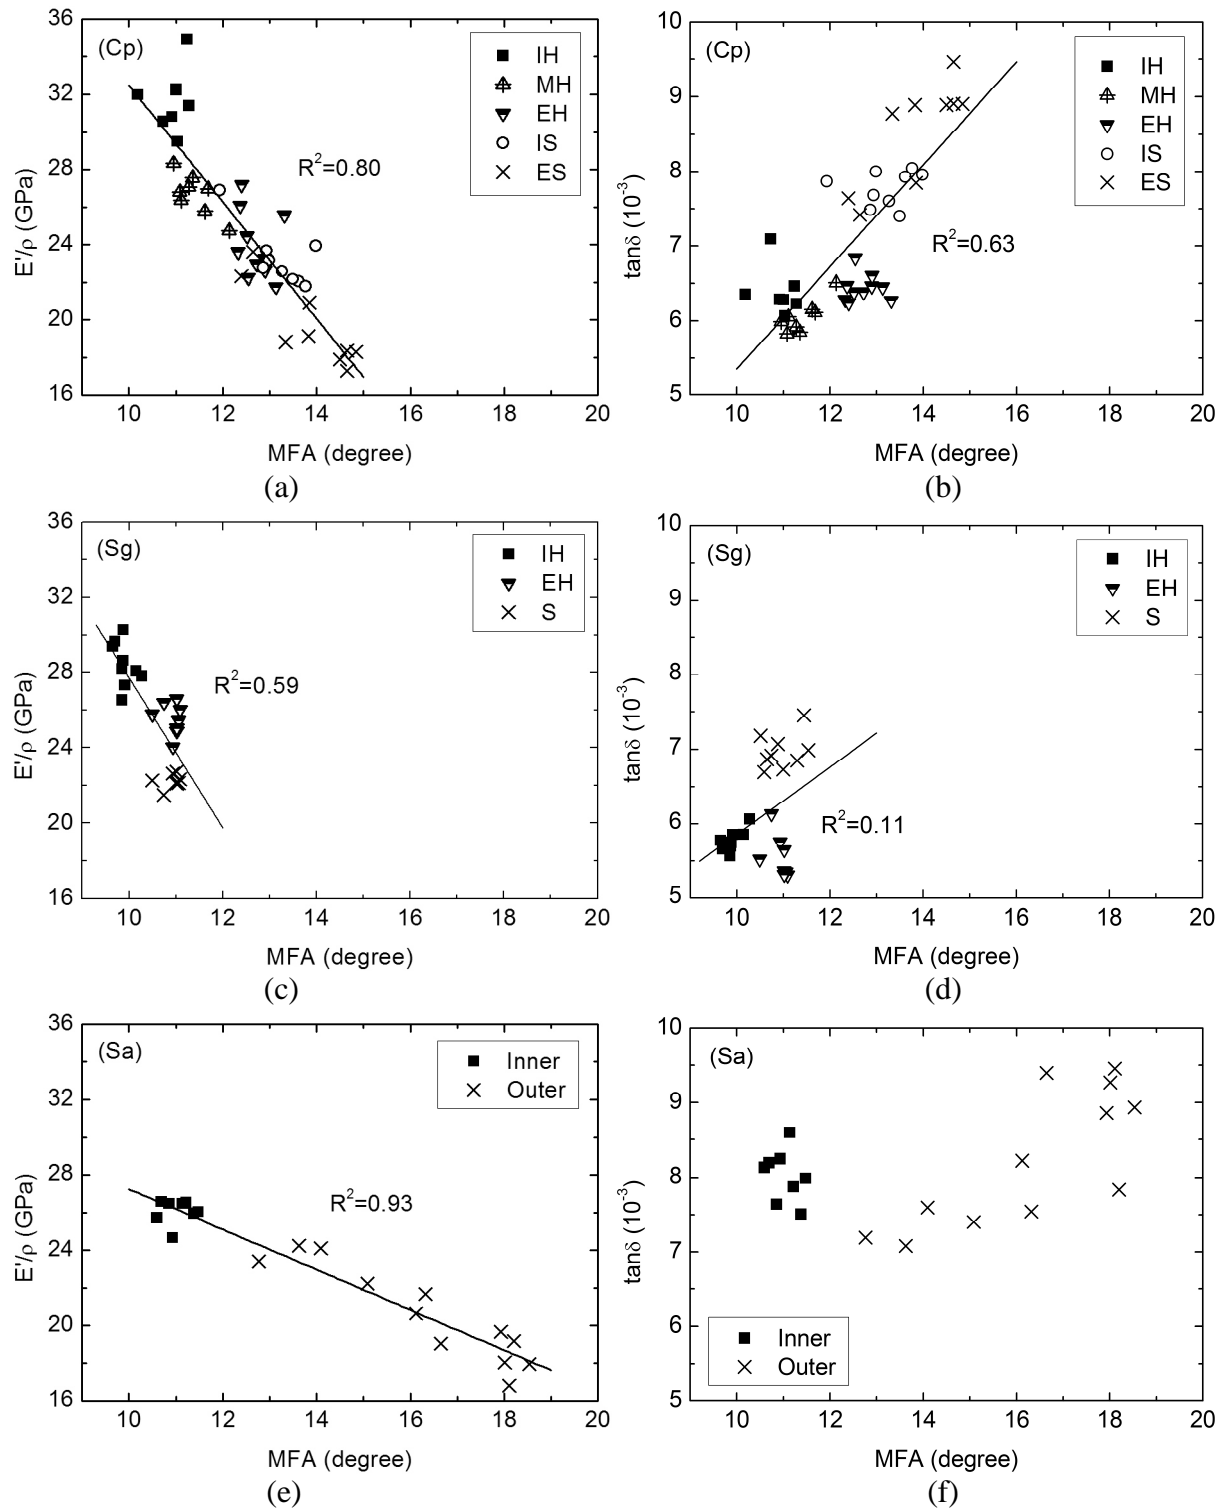 36
32
28
24
20
16
(Cp)
IH
MH
EH
IS
ES
R²=0.80
E'/ρ (GPa)
10 12 14 16 18 20
MFA (degree)
(a)
10
9
8
7
6
5
(Cp)
IH
MH
EH
IS
ES
R²=0.63
tanδ (10⁻³)
10 12 14 16 18 20
MFA (degree)
(b)
36
32
28
24
20
16
(Sg)
IH
EH
S
R²=0.59
E'/ρ (GPa)
10 12 14 16 18 20
MFA (degree)
(c)
10
9
8
7
6
5
(Sg)
IH
EH
S
R²=0.11
tanδ (10⁻³)
10 12 14 16 18 20
MFA (degree)
(d)
36
32
28
24
20
16
(Sa)
Inner
Outer
R²=0.93
E'/ρ (GPa)
10 12 14 16 18 20
MFA (degree)
(e)
10
9
8
7
6
5
(Sa)
Inner
Outer
tanδ (10⁻³)
10 12 14 16 18 20
MFA (degree)
(f)